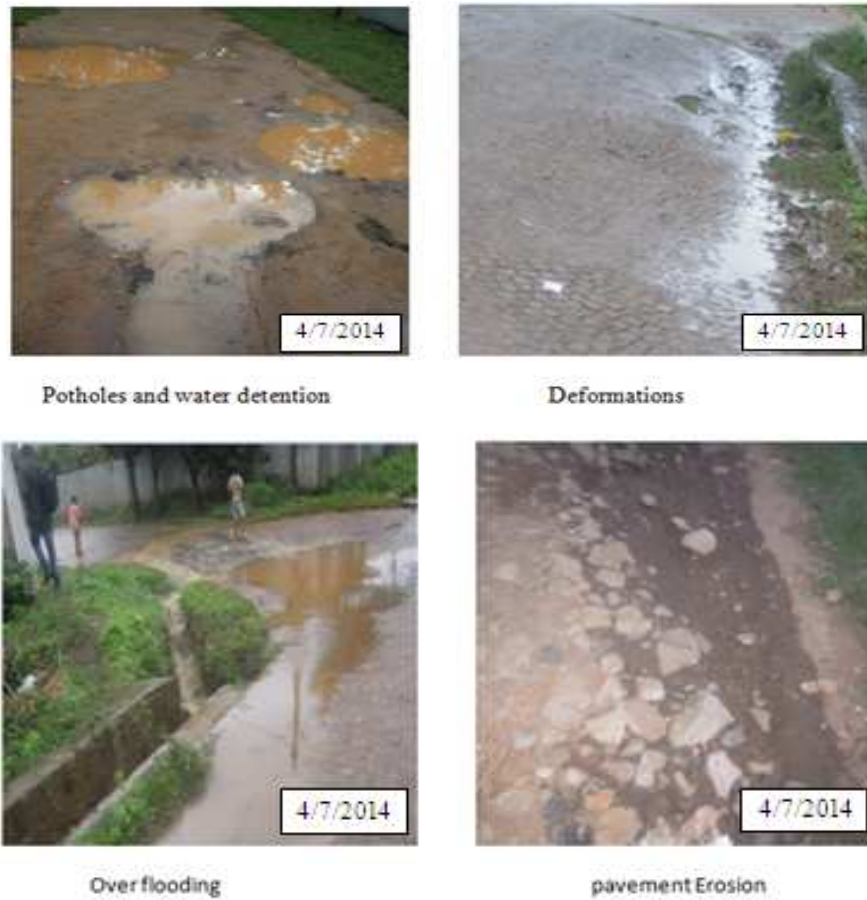 4/7/2014
4/7/2014
Potholes and water detention
Deformations
4/7/2014
4/7/2014
Over flooding
pavement Erosion